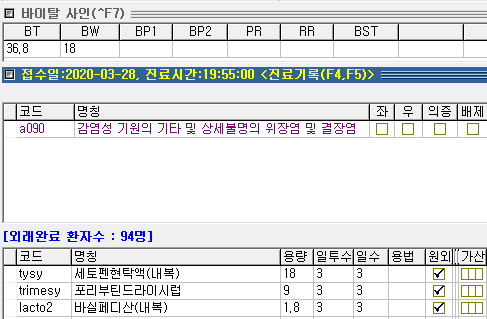 바이탈 사인(^F7)
BT BW BP1 BP2 PR RR BST
36,8 18
접수일:2020-03-28, 진료시간:19:55:00 <진료기록(F4,F5)>
코드 명칭 좌 우 의증 배제
a090 감염성 기원의 기타 및 상세불명의 위장염 및 결장염
[외래완료 환자수 : 94명]
코드 명칭 용량 일투수 일수 용법 원외 가산
tysy 세토펜현탁액(내복) 18 3 3
trimesy 포리부틴드라이시럽 9 3 3
lacto2 바실페디산(내복) 1,8 3 3